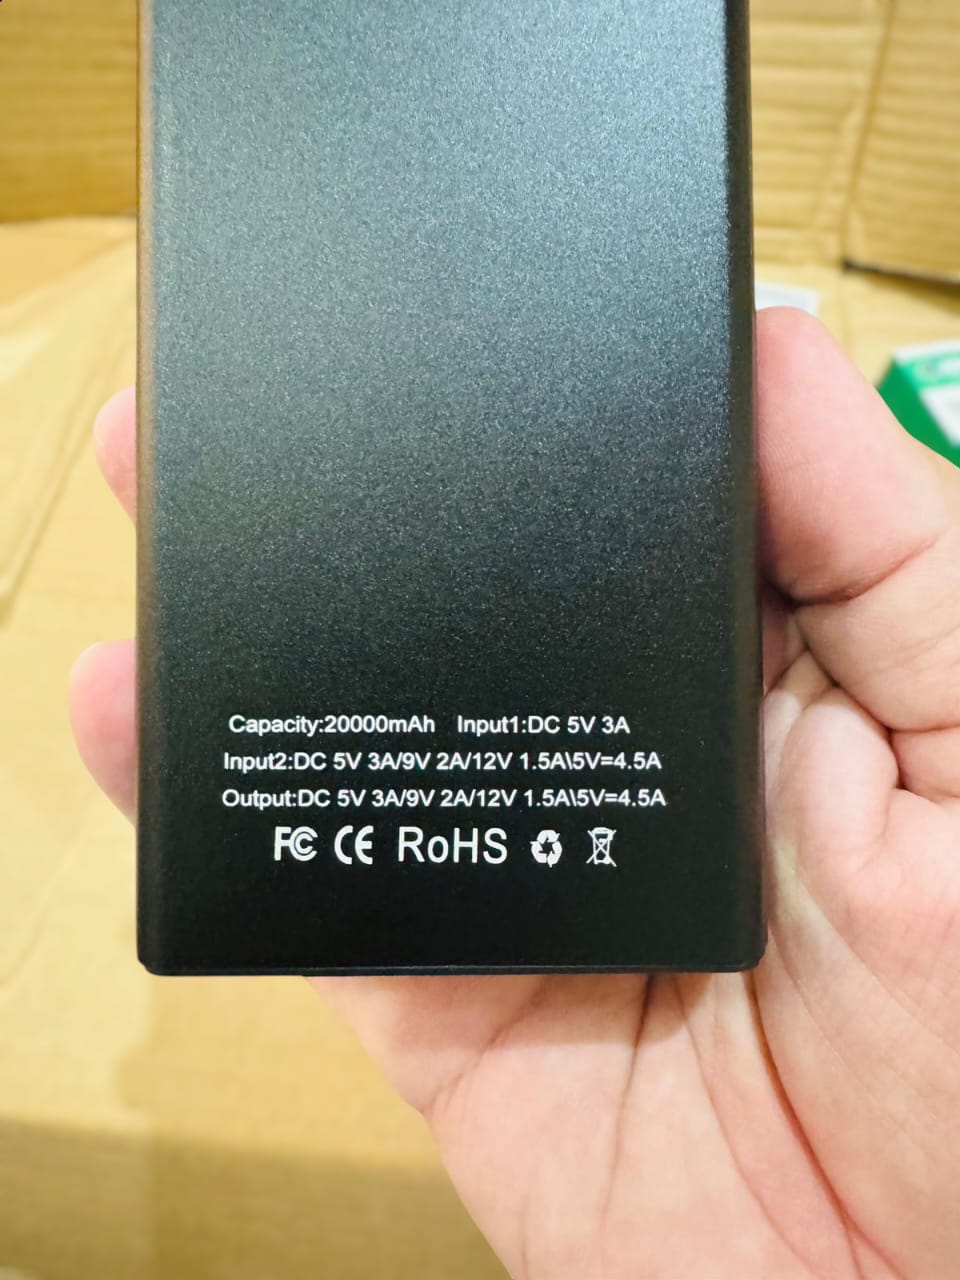 Capacity:20000mAh Input1:DC 5V 3A
Input2:DC 5V 3A/9V 2A/12V 1.5A\5V=4.5A
Output:DC 5V 3A/9V 2A/12V 1.5A\5V=4.5A
FC CE RoHS